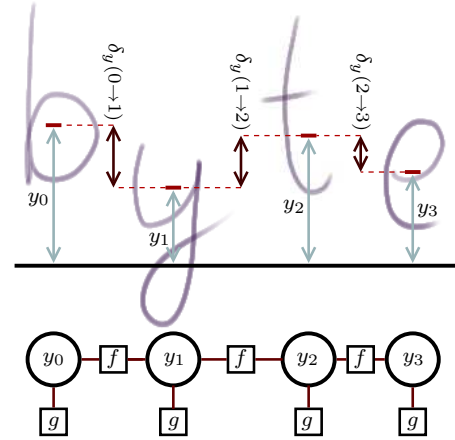 byte
δy(0→1) δy(1→2) δy(2→3)
y0 y1 y2 y3
y0 f y1 f y2 f y3
g g g g